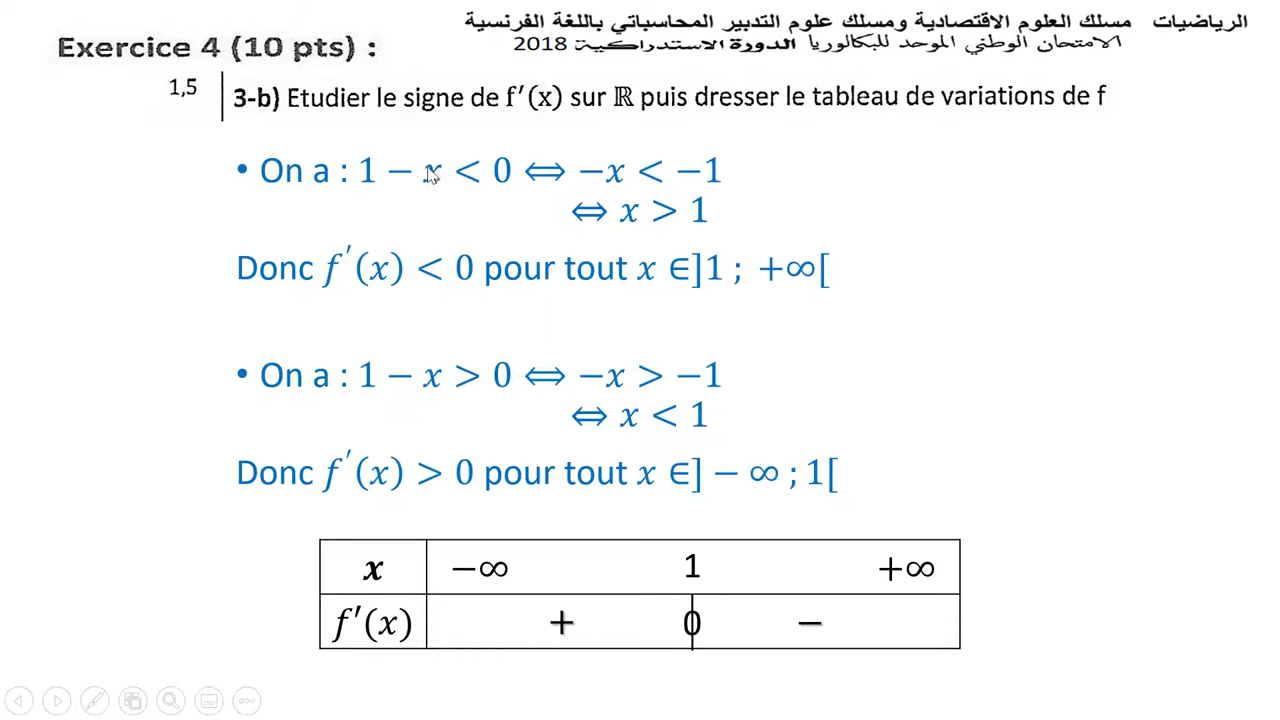 الرياضيات مسلك العلوم الاقتصادية ومسلك علوم التدبير المحاسباتي باللغة الفرنسية
الامتحان الوطني الموحد للبكالوريا الدورة الاستدراكية 2018
Exercice 4 (10 pts) :
1,5
3-b) Etudier le signe de f′(x) sur ℝ puis dresser le tableau de variations de f
• On a : 1 − x < 0 ⟺ −x < −1
⟺ x > 1
Donc f′(x) < 0 pour tout x ∈]1 ; +∞[
• On a : 1 − x > 0 ⟺ −x > −1
⟺ x < 1
Donc f′(x) > 0 pour tout x ∈] − ∞ ; 1[
x −∞ 1 +∞
f′(x) + 0 −